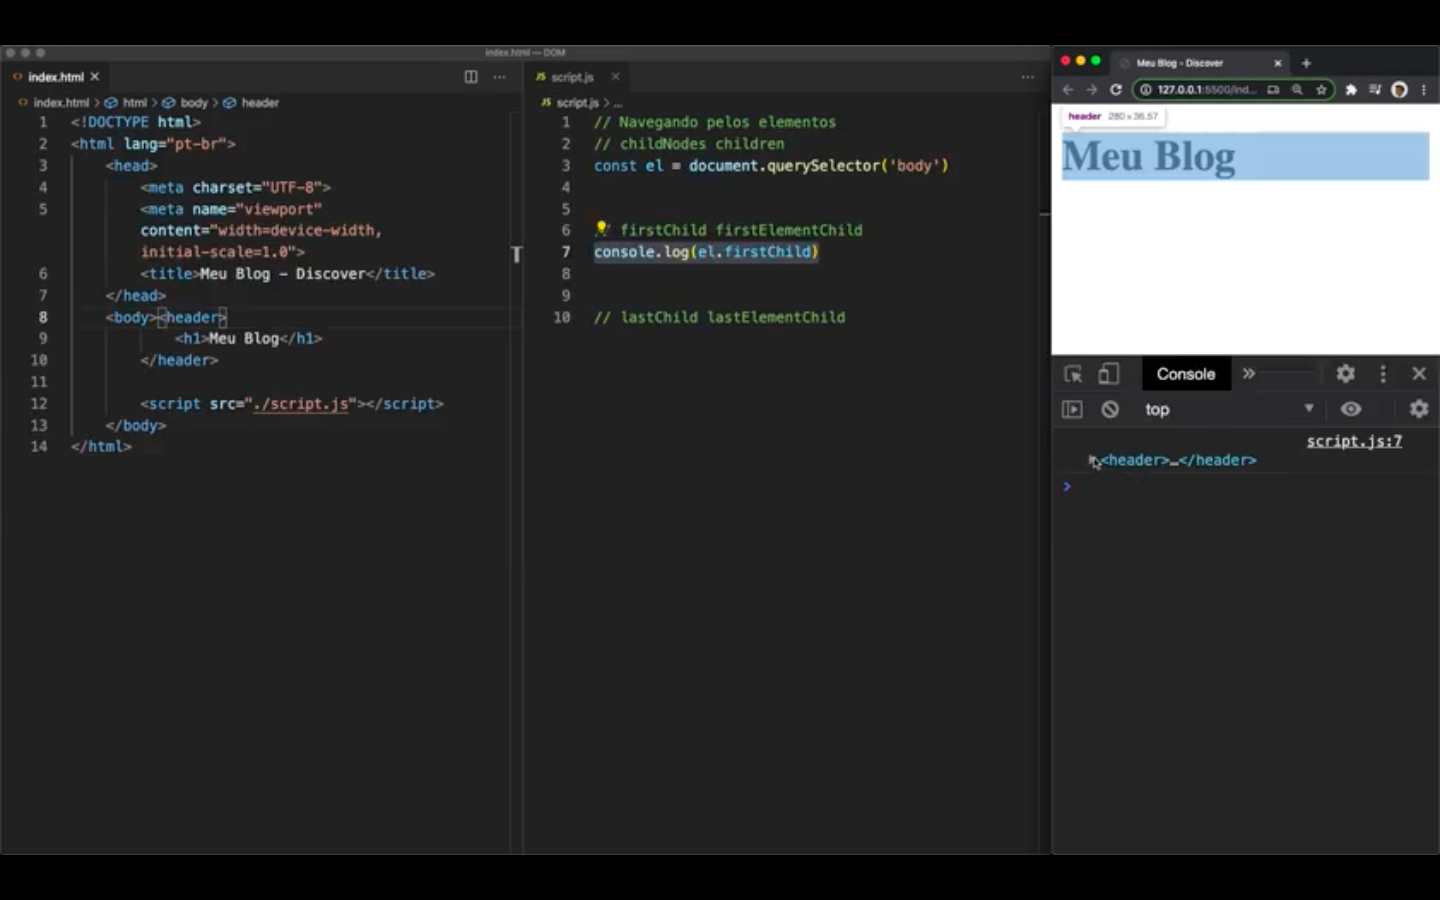 index.html — DOM
index.html
index.html > html > body > header
1 <!DOCTYPE html>
2 <html lang="pt-br">
3 <head>
4 <meta charset="UTF-8">
5 <meta name="viewport"
content="width=device-width,
initial-scale=1.0">
6 <title>Meu Blog - Discover</title>
7 </head>
8 <body><header>
9 <h1>Meu Blog</h1>
10 </header>
11
12 <script src="./script.js"></script>
13 </body>
14 </html>
JS script.js
JS script.js > ...
1 // Navegando pelos elementos
2 // childNodes children
3 const el = document.querySelector('body')
4
5
6 firstChild firstElementChild
7 console.log(el.firstChild)
8
9
10 // lastChild lastElementChild
Meu Blog - Discover
127.0.0.1:5500/ind...
header 280 x 36.57
Meu Blog
Console
top
script.js:7
<header>…</header>